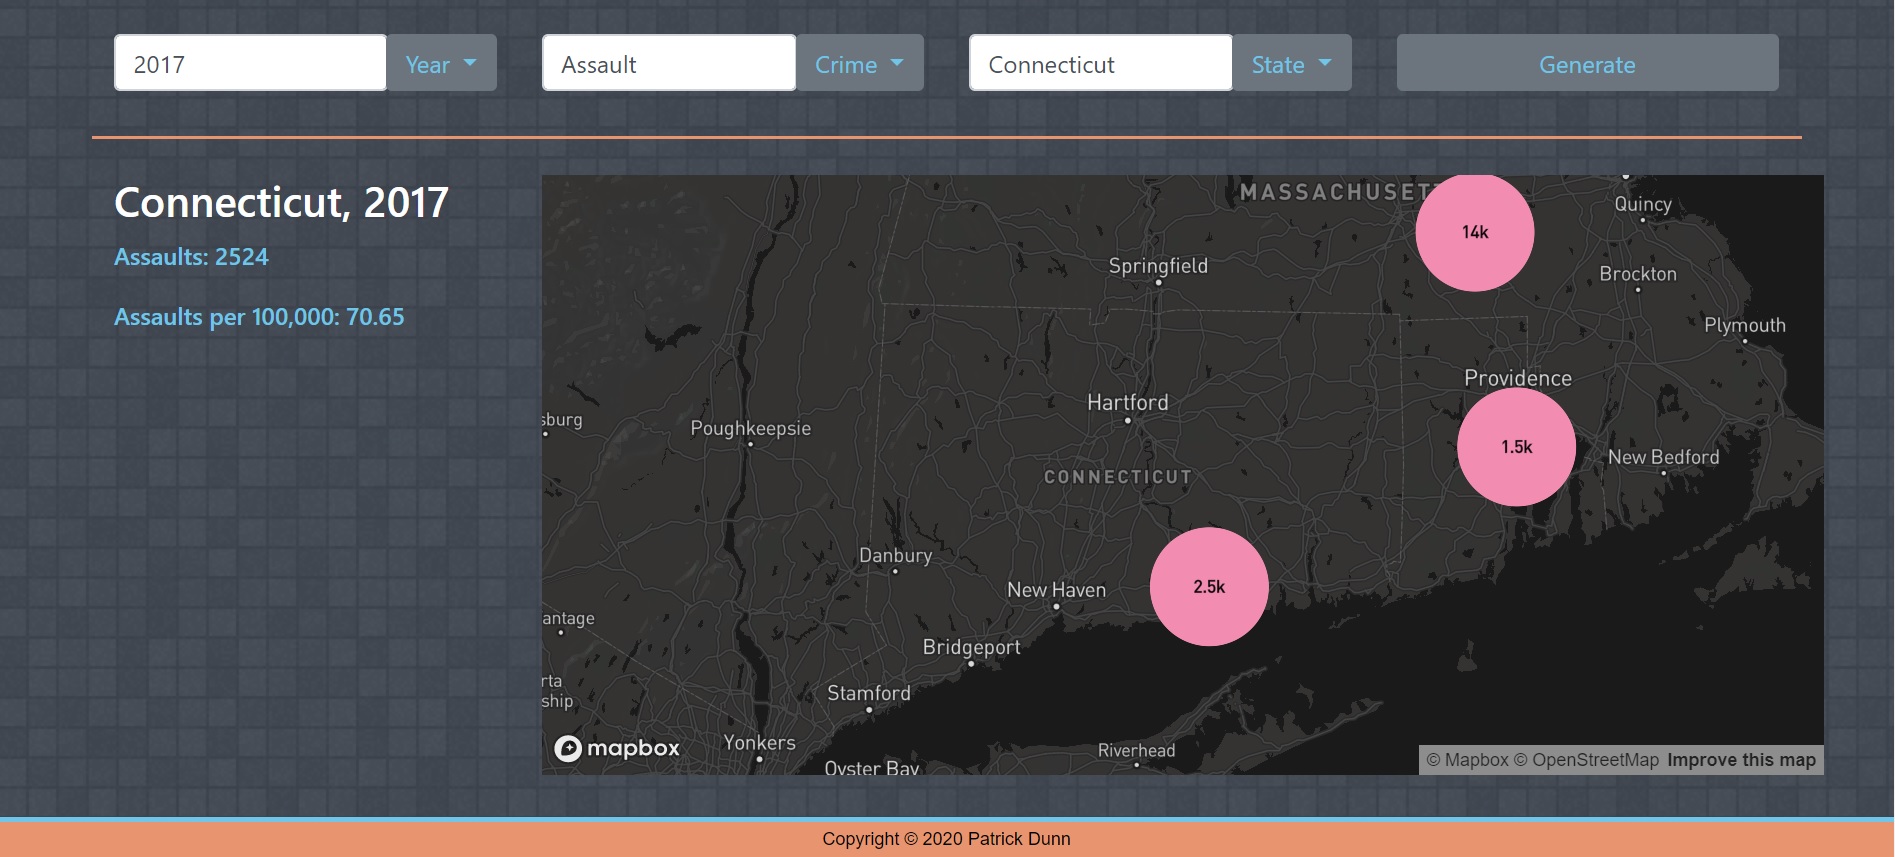 2017 Year
Assault Crime
Connecticut State
Generate
Connecticut, 2017
Assaults: 2524
Assaults per 100,000: 70.65
MASSACHUSETT
14k
Quincy
Springfield
Brockton
Plymouth
Providence
Hartford
sburg
Poughkeepsie
1.5k
New Bedford
CONNECTICUT
Danbury
New Haven
2.5k
antage
Bridgeport
rta
ship
Stamford
mapbox
Yonkers
Riverhead
Oyster Bay
© Mapbox © OpenStreetMap Improve this map
Copyright © 2020 Patrick Dunn